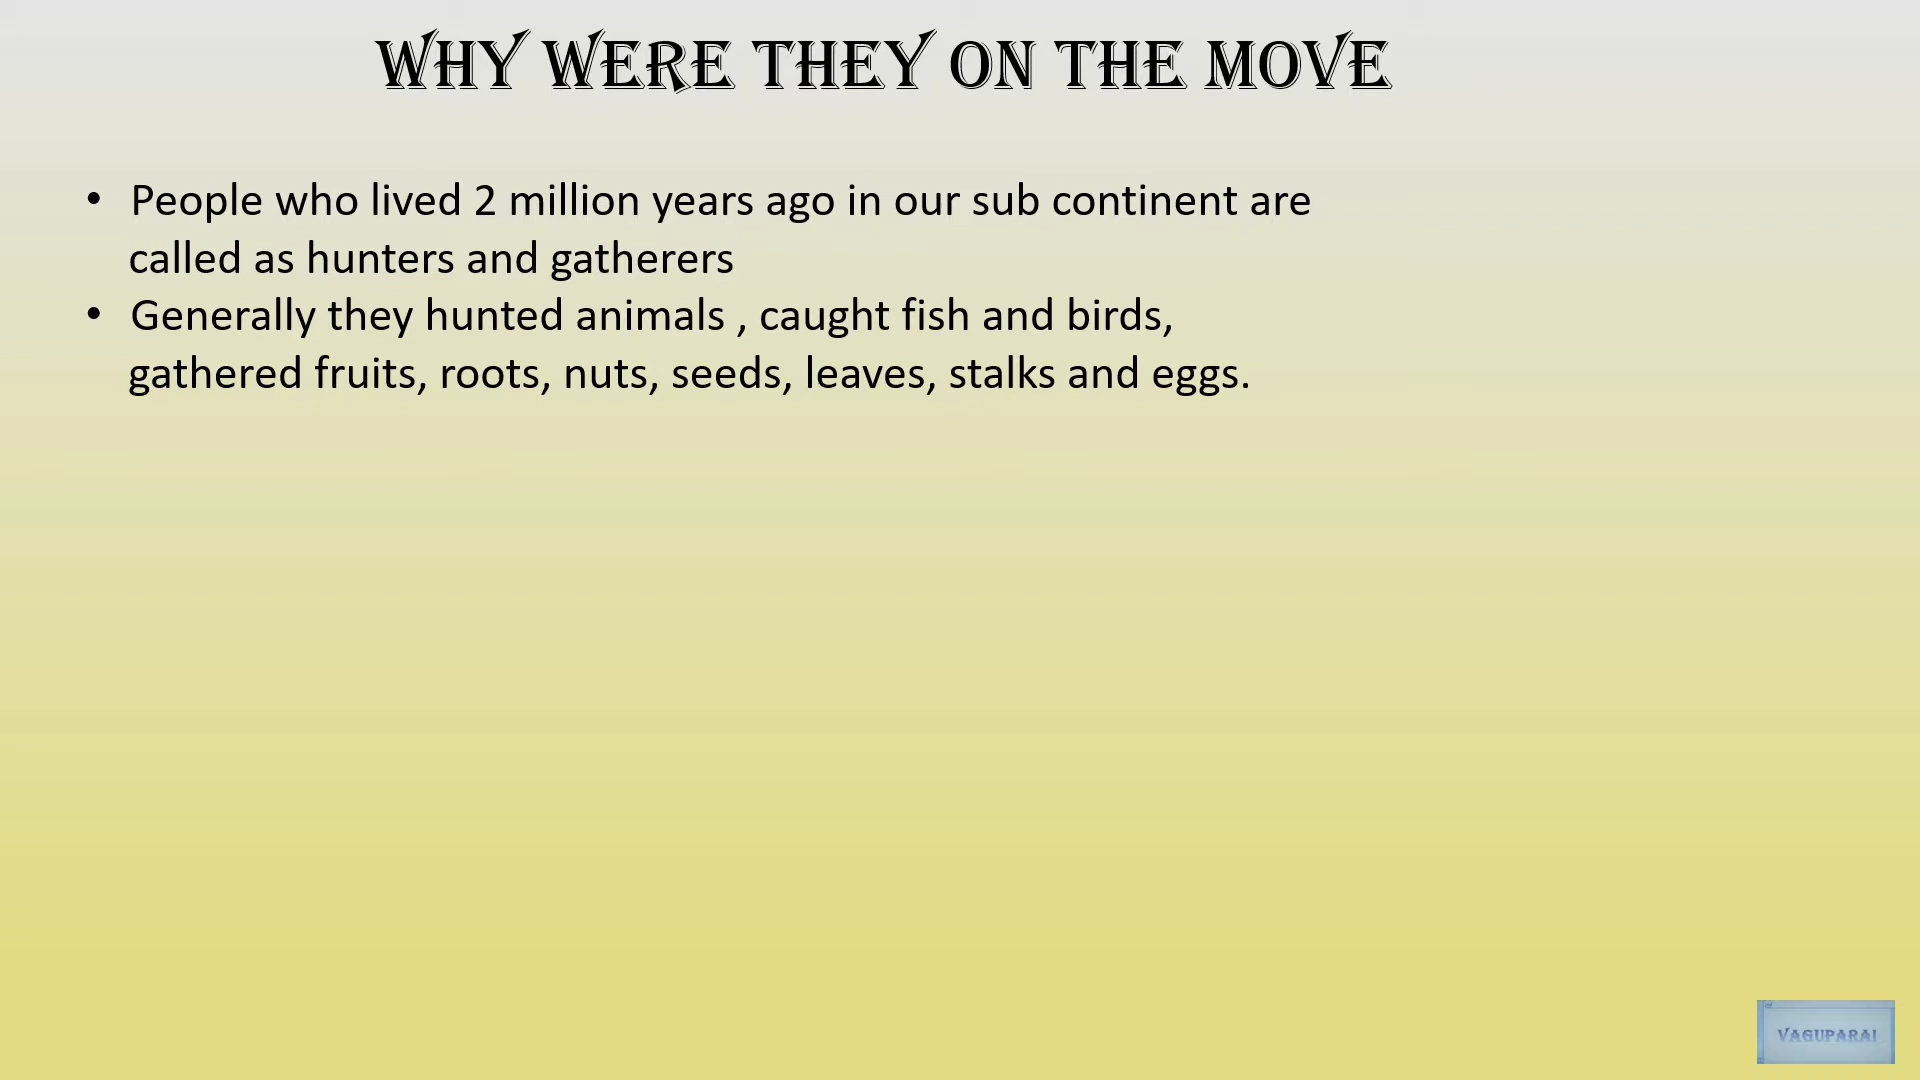 WHY WERE THEY ON THE MOVE
• People who lived 2 million years ago in our sub continent are
called as hunters and gatherers
• Generally they hunted animals , caught fish and birds,
gathered fruits, roots, nuts, seeds, leaves, stalks and eggs.
VAGUPARAI